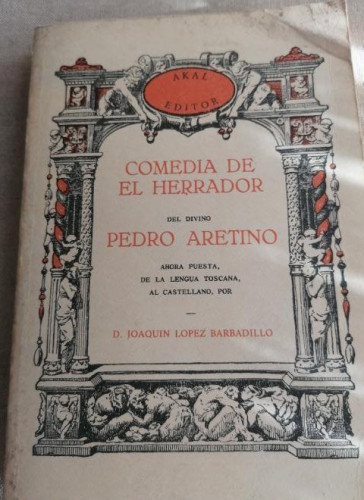 AKAL
EDITOR
COMEDIA DE
EL HERRADOR
DEL DIVINO
PEDRO ARETINO
AHORA PUESTA,
DE LA LENGUA TOSCANA,
AL CASTELLANO, POR
—
D. JOAQUIN LOPEZ BARBADILLO